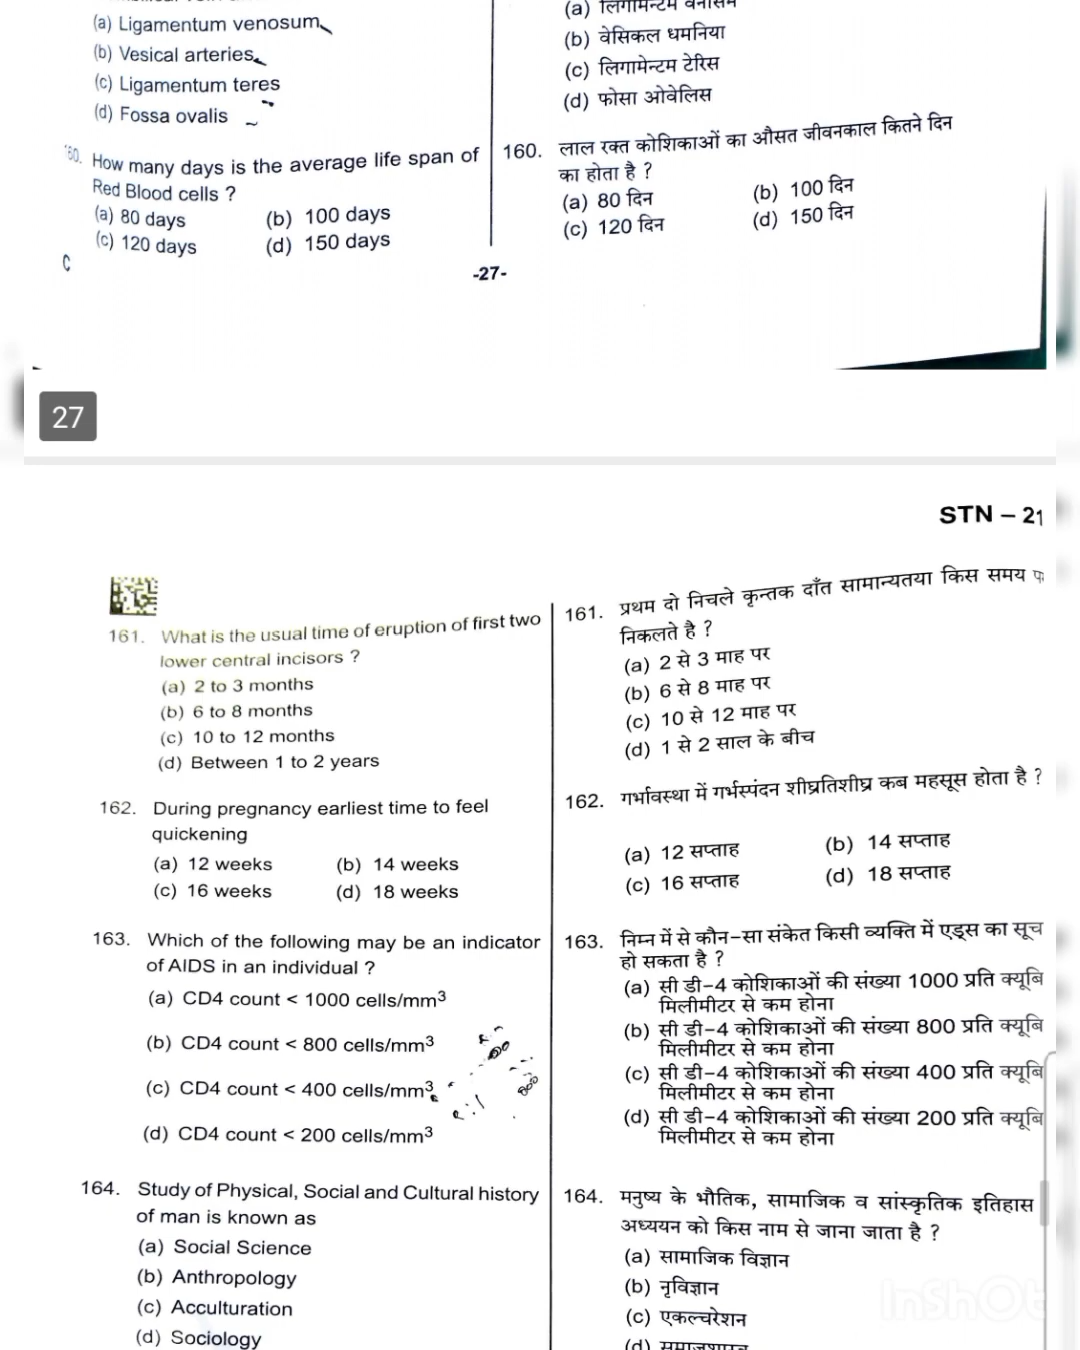 (a) Ligamentum venosum
(b) Vesical arteries
(c) Ligamentum teres
(d) Fossa ovalis
(b) वेसिकल धमनिया
(c) लिगामेन्टम टेरिस
(d) फोसा ओवेलिस
How many days is the average life span of
Red Blood cells ?
(a) 80 days (b) 100 days
(c) 120 days (d) 150 days
C
160. लाल रक्त कोशिकाओं का औसत जीवनकाल कितने दिन
का होता है ?
(a) 80 दिन (b) 100 दिन
(c) 120 दिन (d) 150 दिन
-27-
27
STN – 21
161. What is the usual time of eruption of first two
lower central incisors ?
(a) 2 to 3 months
(b) 6 to 8 months
(c) 10 to 12 months
(d) Between 1 to 2 years
162. During pregnancy earliest time to feel
quickening
(a) 12 weeks (b) 14 weeks
(c) 16 weeks (d) 18 weeks
163. Which of the following may be an indicator
of AIDS in an individual ?
(a) CD4 count < 1000 cells/mm³
(b) CD4 count < 800 cells/mm³
(c) CD4 count < 400 cells/mm³
(d) CD4 count < 200 cells/mm³
164. Study of Physical, Social and Cultural history
of man is known as
(a) Social Science
(b) Anthropology
(c) Acculturation
(d) Sociology
161. प्रथम दो निचले कृन्तक दाँत सामान्यतया किस समय
निकलते है ?
(a) 2 से 3 माह पर
(b) 6 से 8 माह पर
(c) 10 से 12 माह पर
(d) 1 से 2 साल के बीच
162. गर्भावस्था में गर्भस्पंदन शीघ्रतिशीघ्र कब महसूस होता है ?
(a) 12 सप्ताह (b) 14 सप्ताह
(c) 16 सप्ताह (d) 18 सप्ताह
163. निम्न में से कौन-सा संकेत किसी व्यक्ति में एड्स का सूच
हो सकता है ?
(a) सी डी-4 कोशिकाओं की संख्या 1000 प्रति क्यूबि
मिलीमीटर से कम होना
(b) सी डी-4 कोशिकाओं की संख्या 800 प्रति क्यूबि
मिलीमीटर से कम होना
(c) सी डी-4 कोशिकाओं की संख्या 400 प्रति क्यूबि
मिलीमीटर से कम होना
(d) सी डी-4 कोशिकाओं की संख्या 200 प्रति क्यूबि
मिलीमीटर से कम होना
164. मनुष्य के भौतिक, सामाजिक व सांस्कृतिक इतिहास
अध्ययन को किस नाम से जाना जाता है ?
(a) सामाजिक विज्ञान
(b) नृविज्ञान
(c) एकल्चरेशन
InShOt